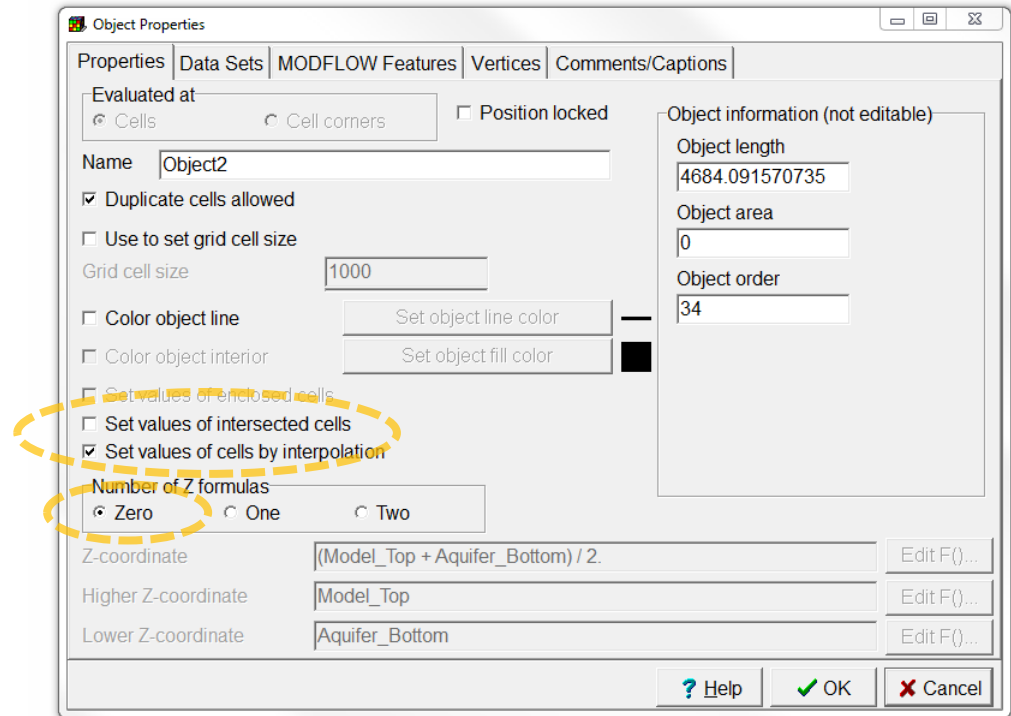 Object Properties
Properties Data Sets MODFLOW Features Vertices Comments/Captions
Evaluated at
Cells Cell corners
Position locked
Name Object2
Duplicate cells allowed
Use to set grid cell size
Grid cell size 1000
Color object line Set object line color
Color object interior Set object fill color
Set values of enclosed cells
Set values of intersected cells
Set values of cells by interpolation
Number of Z formulas
Zero One Two
Object information (not editable)
Object length
4684.091570735
Object area
0
Object order
34
Z-coordinate (Model_Top + Aquifer_Bottom) / 2. Edit F()...
Higher Z-coordinate Model_Top Edit F()...
Lower Z-coordinate Aquifer_Bottom Edit F()...
? Help OK Cancel